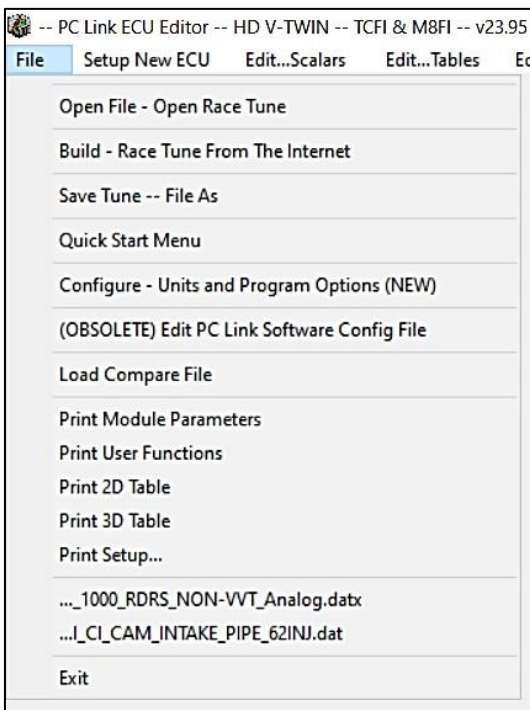 -- PC Link ECU Editor -- HD V-TWIN -- TCFI & M8FI -- v23.95
File Setup New ECU Edit...Scalars Edit...Tables Ed
Open File - Open Race Tune
Build - Race Tune From The Internet
Save Tune -- File As
Quick Start Menu
Configure - Units and Program Options (NEW)
(OBSOLETE) Edit PC Link Software Config File
Load Compare File
Print Module Parameters
Print User Functions
Print 2D Table
Print 3D Table
Print Setup...
..._1000_RDRS_NON-VVT_Analog.datx
...I_CI_CAM_INTAKE_PIPE_62INJ.dat
Exit